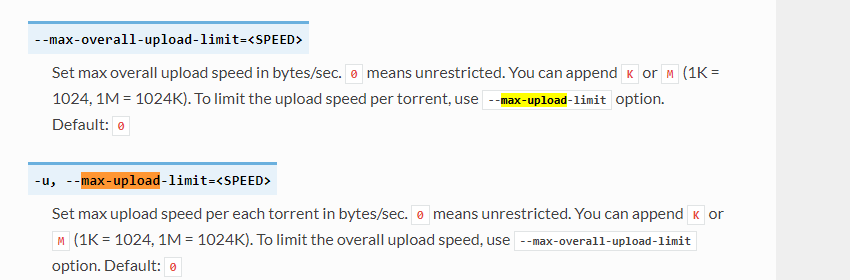 --max-overall-upload-limit=<SPEED>
Set max overall upload speed in bytes/sec. 0 means unrestricted. You can append K or M (1K =
1024, 1M = 1024K). To limit the upload speed per torrent, use --max-upload-limit option.
Default: 0
-u, --max-upload-limit=<SPEED>
Set max upload speed per each torrent in bytes/sec. 0 means unrestricted. You can append K or
M (1K = 1024, 1M = 1024K). To limit the overall upload speed, use --max-overall-upload-limit
option. Default: 0